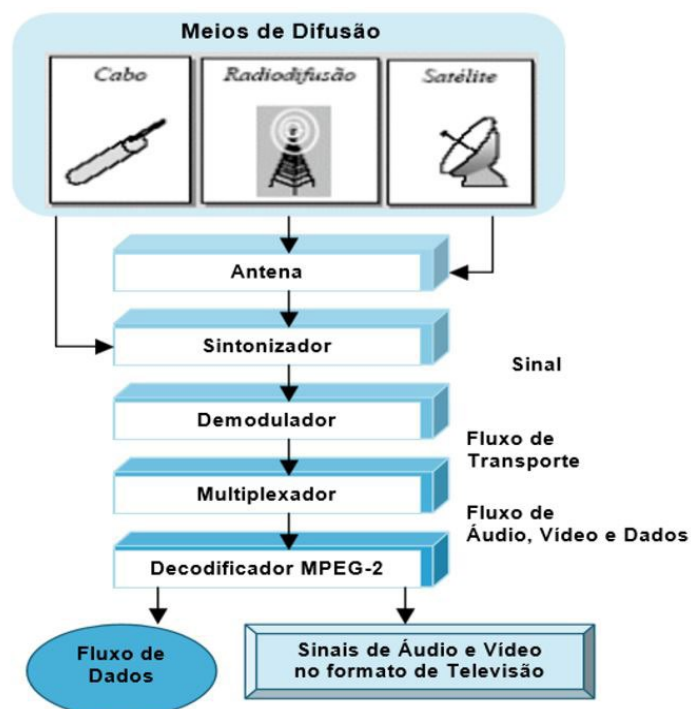 Meios de Difusão
Cabo
Radiodifusão
Satélite
Antena
Sintonizador
Sinal
Demodulador
Fluxo de
Transporte
Multiplexador
Fluxo de
Áudio, Vídeo e Dados
Decodificador MPEG-2
Fluxo de
Dados
Sinais de Áudio e Vídeo
no formato de Televisão